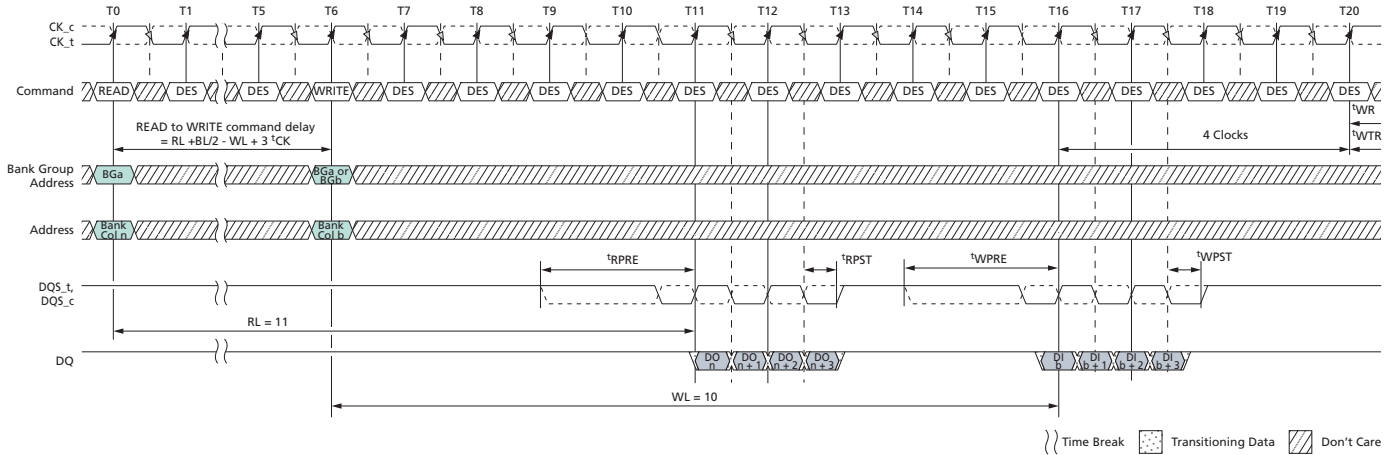 T0 T1 T5 T6 T7 T8 T9 T10 T11 T12 T13 T14 T15 T16 T17 T18 T19 T20
CK_c
CK_t
Command READ DES DES WRITE DES DES DES DES DES DES DES DES DES DES DES DES DES DES
tWR
READ to WRITE command delay
= RL +BL/2 - WL + 3 tCK
4 Clocks
tWTR
Bank Group
Address
BGa
BGa or
BGb
Address
Bank
Col n
Bank
Col b
tRPRE tRPST tWPRE tWPST
DQS_t,
DQS_c
RL = 11
DQ
DO
n
DO
n + 1
DO
n + 2
DO
n + 3
DI
b
DI
b + 1
DI
b + 2
DI
b + 3
WL = 10
Time Break Transitioning Data Don't Care